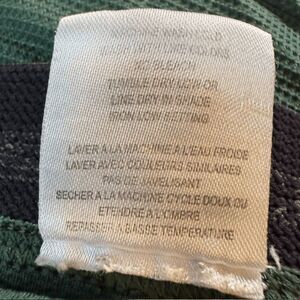 MACHINE WASH COLD
WASH WITH LIKE COLORS
NO BLEACH
TUMBLE DRY LOW OR
LINE DRY IN SHADE
IRON LOW SETTING
LAVER A LA MACHINE A L'EAU FROIDE
LAVER AVEC COULEURS SIMILAIRES
PAS DE JAVELISANT
SECHER A LA MACHINE CYCLE DOUX OU
ETENDRE A L'OMBRE
REPASSER A BASSE TEMPERATURE